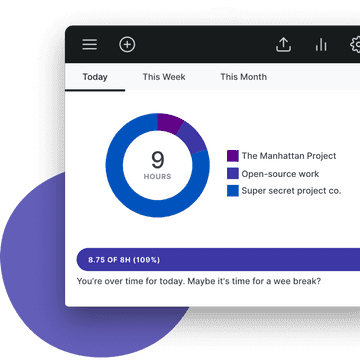 Today
This Week
This Month
9
HOURS
The Manhattan Project
Open-source work
Super secret project co.
8.75 OF 8H (109%)
You're over time for today. Maybe it's time for a wee break?